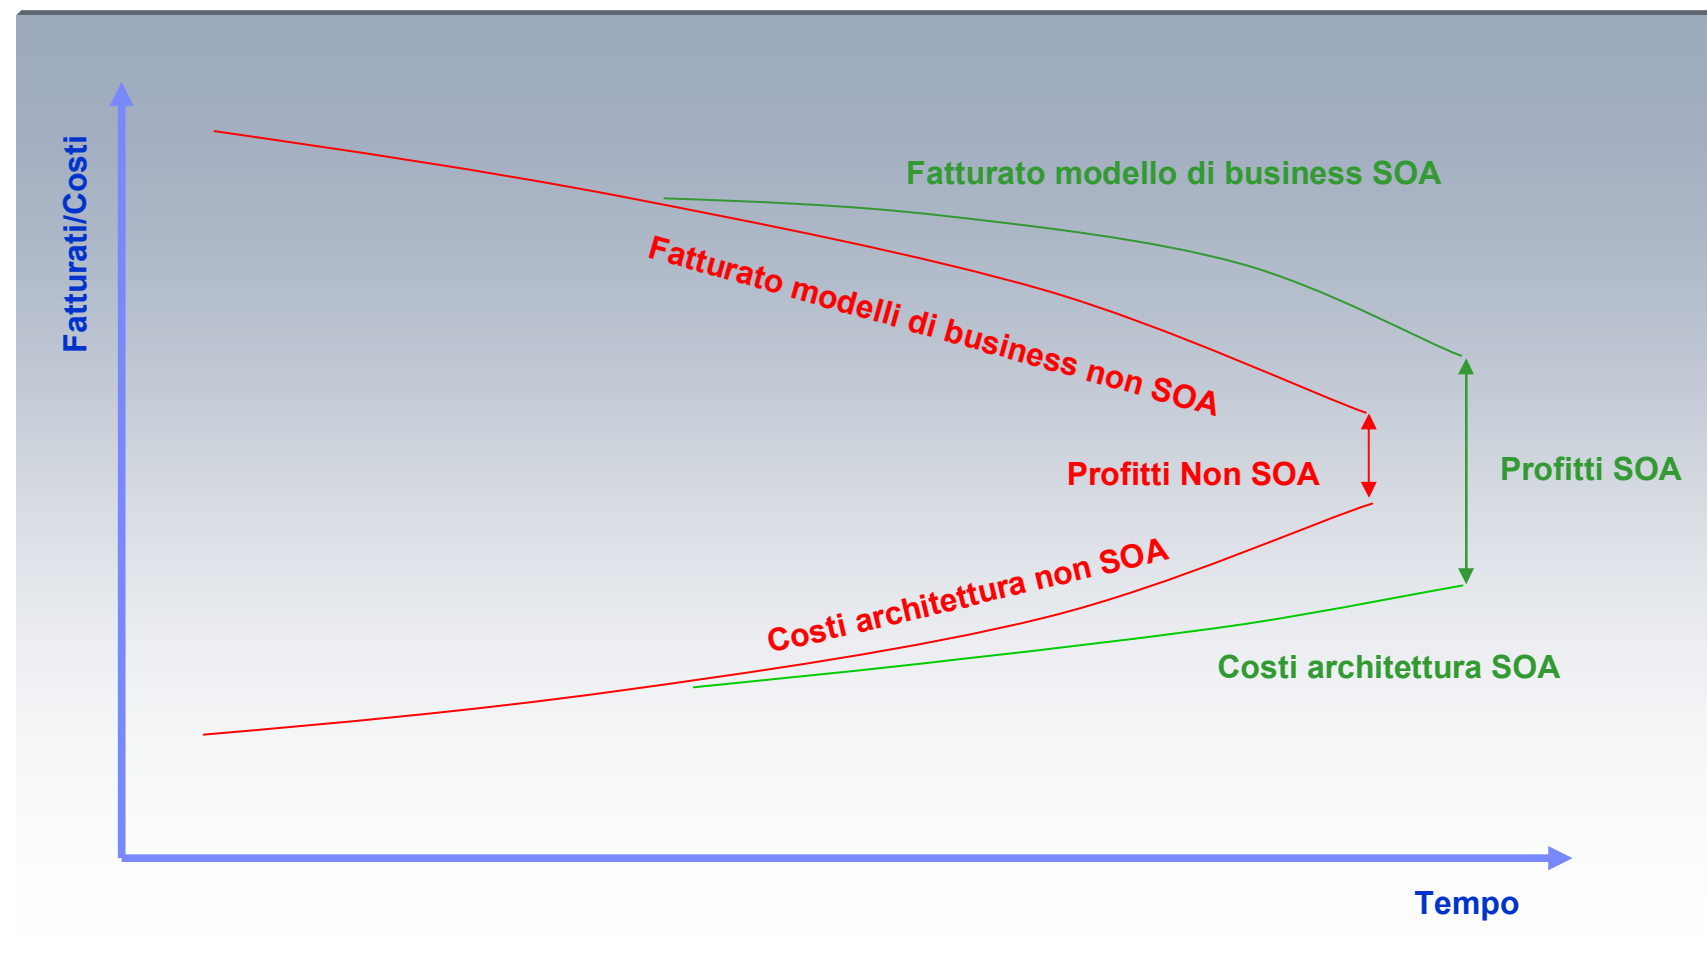 Fatturati/Costi
Fatturato modello di business SOA
Fatturato modelli di business non SOA
Profitti Non SOA
Profitti SOA
Costi architettura non SOA
Costi architettura SOA
Tempo